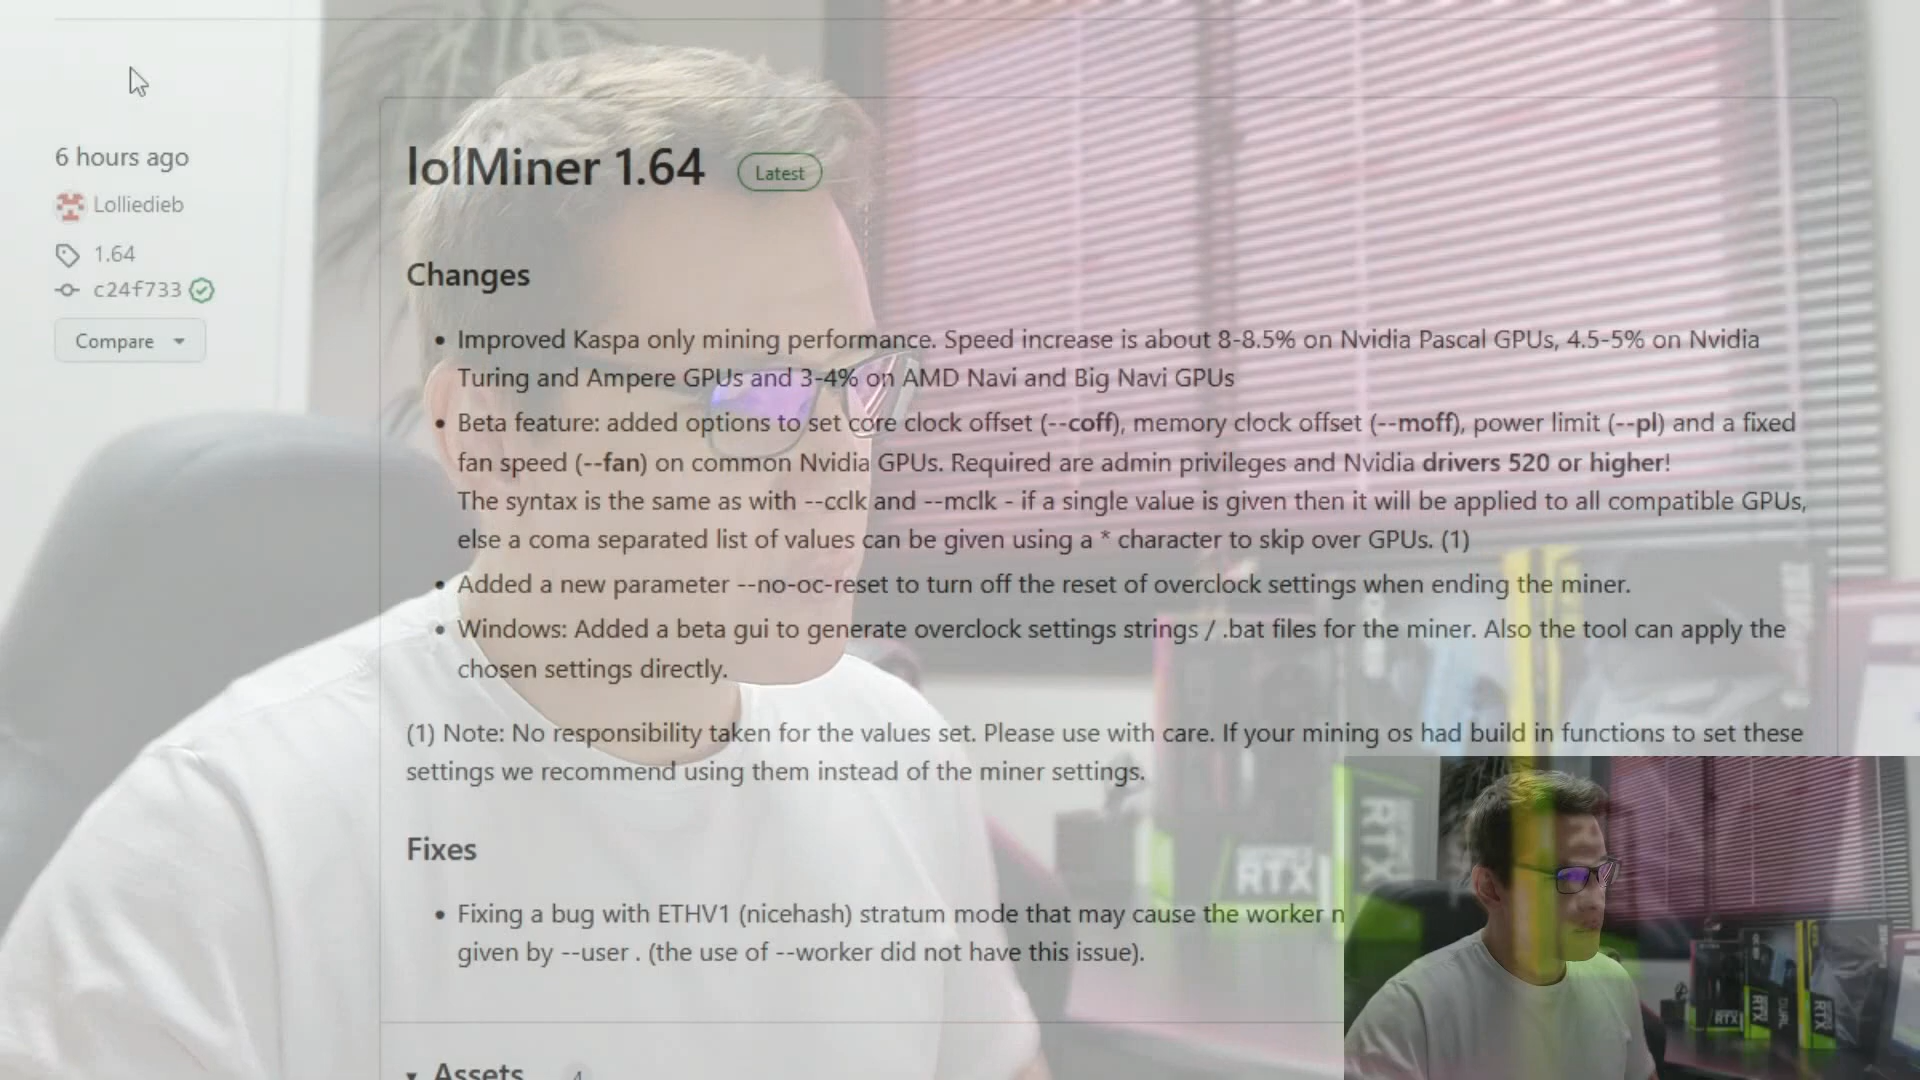 6 hours ago
Lolliedieb
1.64
c24f733
Compare
lolMiner 1.64 Latest
Changes
• Improved Kaspa only mining performance. Speed increase is about 8-8.5% on Nvidia Pascal GPUs, 4.5-5% on Nvidia
Turing and Ampere GPUs and 3-4% on AMD Navi and Big Navi GPUs
• Beta feature: added options to set core clock offset (--coff), memory clock offset (--moff), power limit (--pl) and a fixed
fan speed (--fan) on common Nvidia GPUs. Required are admin privileges and Nvidia drivers 520 or higher!
The syntax is the same as with --cclk and --mclk - if a single value is given then it will be applied to all compatible GPUs,
else a coma separated list of values can be given using a * character to skip over GPUs. (1)
• Added a new parameter --no-oc-reset to turn off the reset of overclock settings when ending the miner.
• Windows: Added a beta gui to generate overclock settings strings / .bat files for the miner. Also the tool can apply the
chosen settings directly.
(1) Note: No responsibility taken for the values set. Please use with care. If your mining os had build in functions to set these
settings we recommend using them instead of the miner settings.
Fixes
• Fixing a bug with ETHV1 (nicehash) stratum mode that may cause the worker
given by --user . (the use of --worker did not have this issue).
Assets 4
RTX
RTX
RTX
RTX
RTX